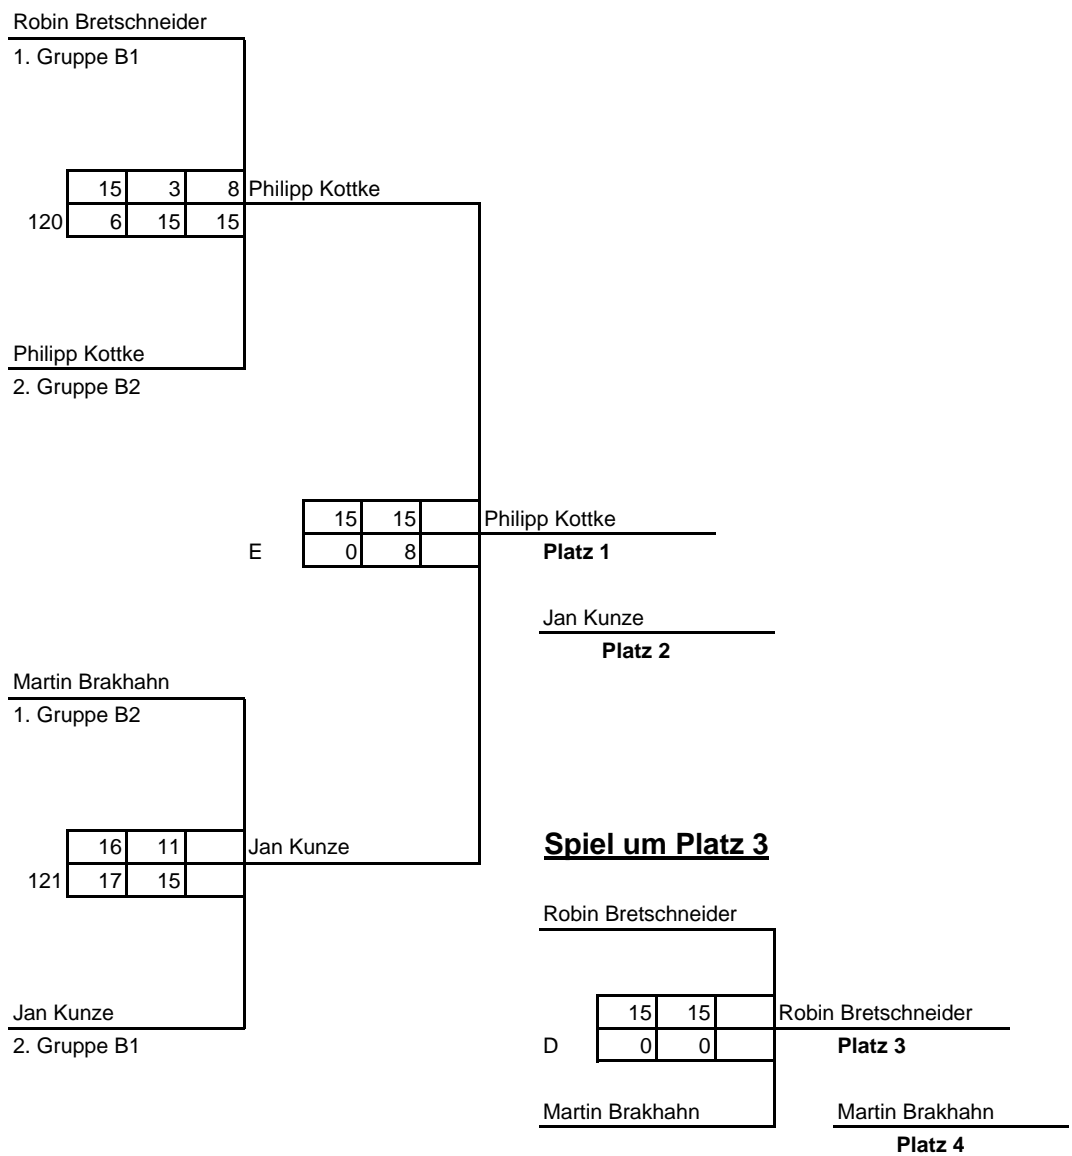 Robin Bretschneider
1. Gruppe B1
15 3 8 Philipp Kottke
120 6 15 15
Philipp Kottke
2. Gruppe B2
15 15 Philipp Kottke
E 0 8 Platz 1
Jan Kunze
Platz 2
Martin Brakhahn
1. Gruppe B2
16 11 Jan Kunze
121 17 15
Spiel um Platz 3
Robin Bretschneider
Jan Kunze
2. Gruppe B1
15 15 Robin Bretschneider
D 0 0 Platz 3
Martin Brakhahn
Martin Brakhahn
Platz 4